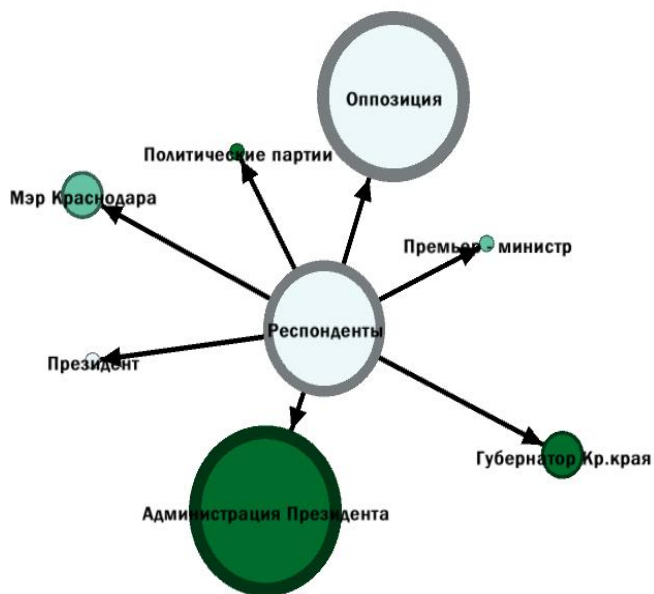 Оппозиция
Политические партии
Мэр Краснодара
Премьер - министр
Респонденты
Президент
Губернатор Кр.края
Администрация Президента